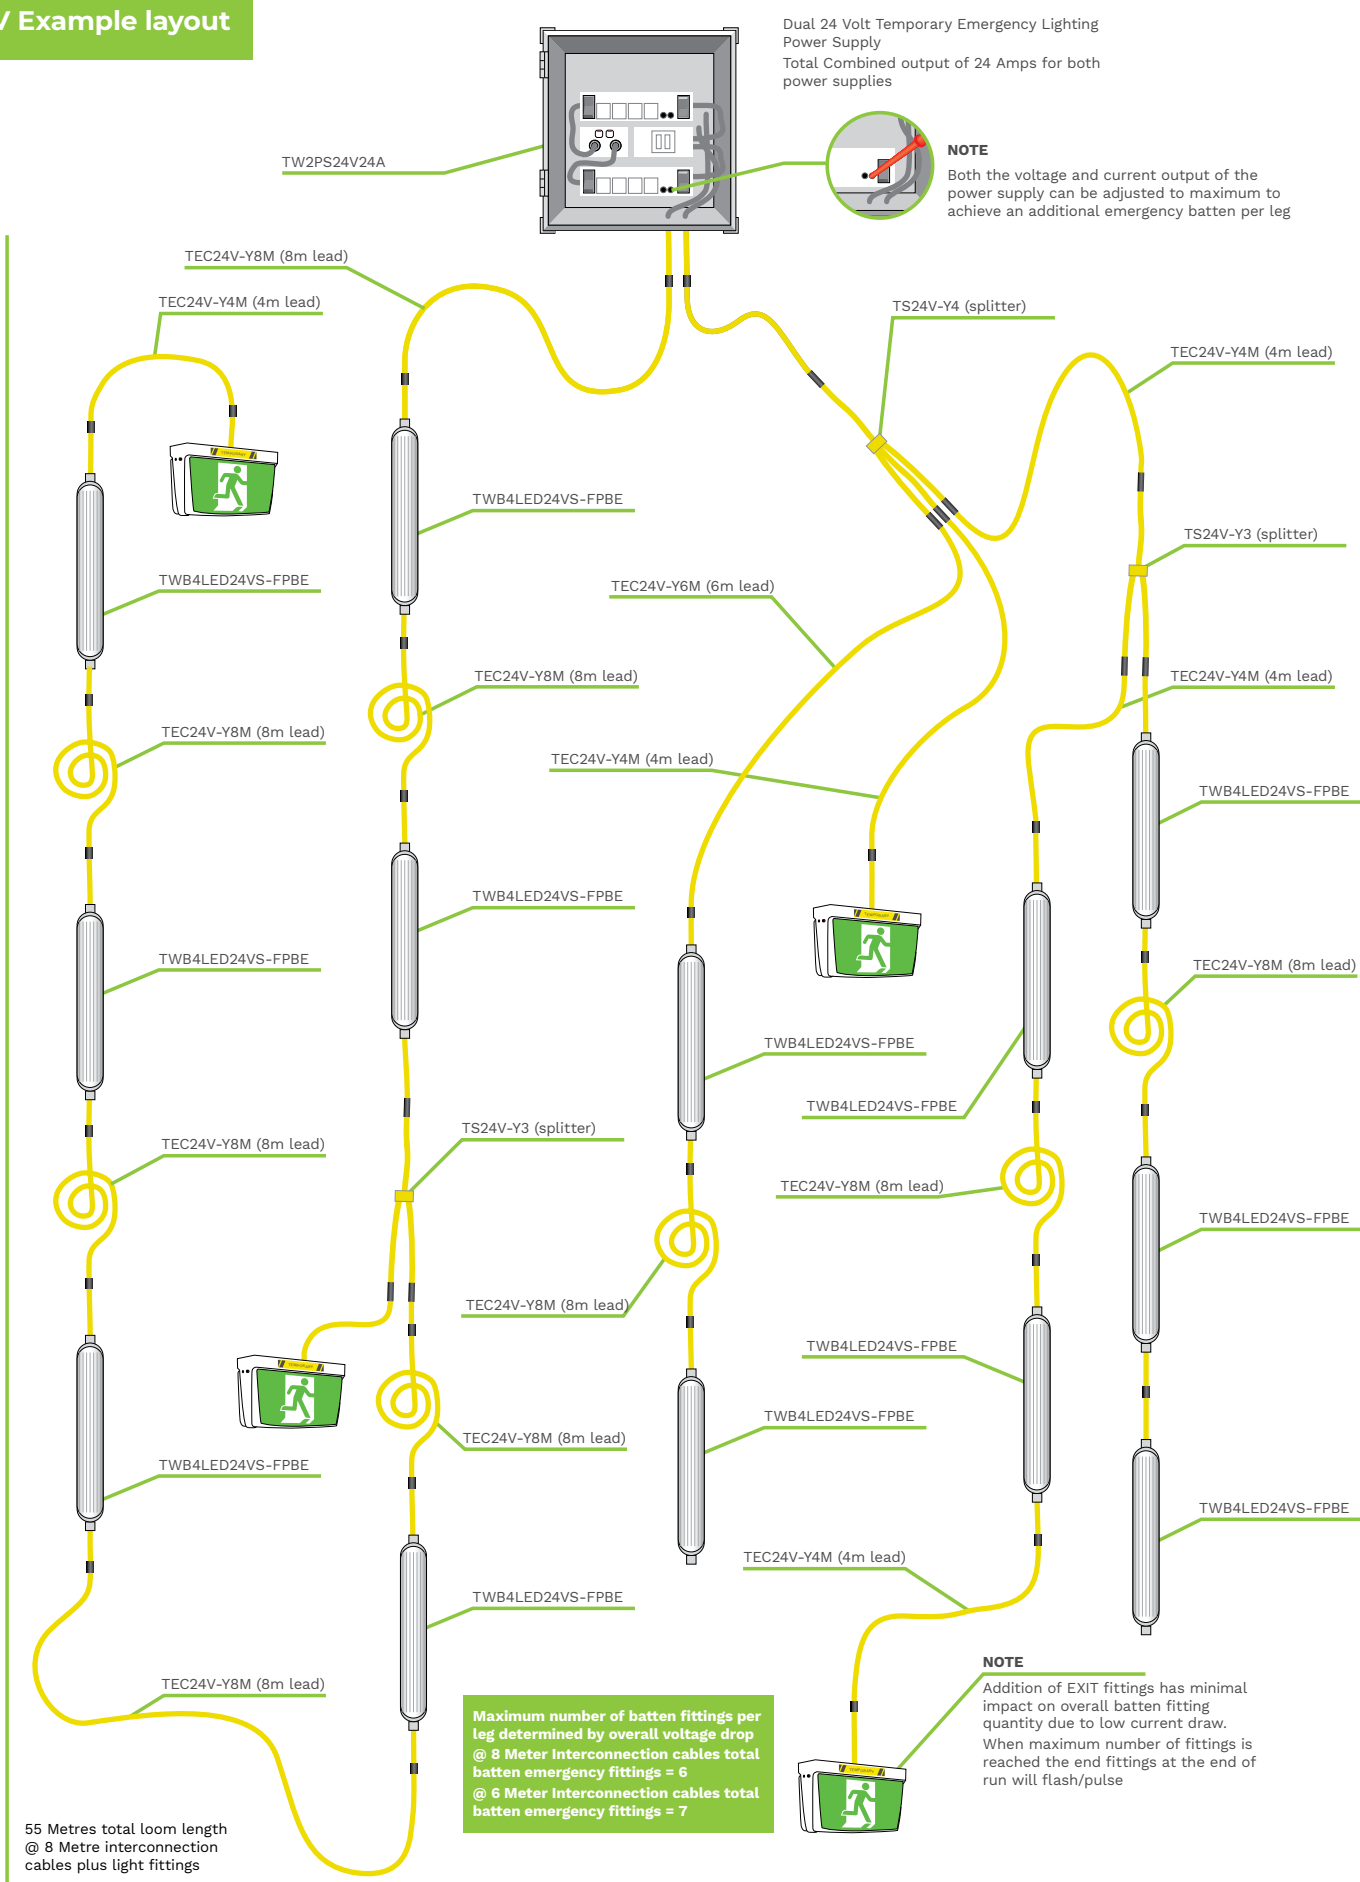 V Example layout
Dual 24 Volt Temporary Emergency Lighting
Power Supply
Total Combined output of 24 Amps for both
power supplies
TW2PS24V24A
NOTE
Both the voltage and current output of the
power supply can be adjusted to maximum to
achieve an additional emergency batten per leg
TEC24V-Y8M (8m lead)
TEC24V-Y4M (4m lead)
TS24V-Y4 (splitter)
TEC24V-Y4M (4m lead)
TWB4LED24VS-FPBE
TS24V-Y3 (splitter)
TWB4LED24VS-FPBE
TEC24V-Y6M (6m lead)
TEC24V-Y8M (8m lead)
TEC24V-Y4M (4m lead)
TEC24V-Y8M (8m lead)
TEC24V-Y4M (4m lead)
TWB4LED24VS-FPBE
TWB4LED24VS-FPBE
TWB4LED24VS-FPBE
TEC24V-Y8M (8m lead)
TWB4LED24VS-FPBE
TWB4LED24VS-FPBE
TS24V-Y3 (splitter)
TEC24V-Y8M (8m lead)
TEC24V-Y8M (8m lead)
TWB4LED24VS-FPBE
TEC24V-Y8M (8m lead)
TWB4LED24VS-FPBE
TWB4LED24VS-FPBE
TEC24V-Y8M (8m lead)
TWB4LED24VS-FPBE
TWB4LED24VS-FPBE
TEC24V-Y4M (4m lead)
TWB4LED24VS-FPBE
TEC24V-Y8M (8m lead)
NOTE
Addition of EXIT fittings has minimal
impact on overall batten fitting
quantity due to low current draw.
When maximum number of fittings is
reached the end fittings at the end of
run will flash/pulse
Maximum number of batten fittings per
leg determined by overall voltage drop
@ 8 Meter Interconnection cables total
batten emergency fittings = 6
@ 6 Meter Interconnection cables total
batten emergency fittings = 7
55 Metres total loom length
@ 8 Metre interconnection
cables plus light fittings